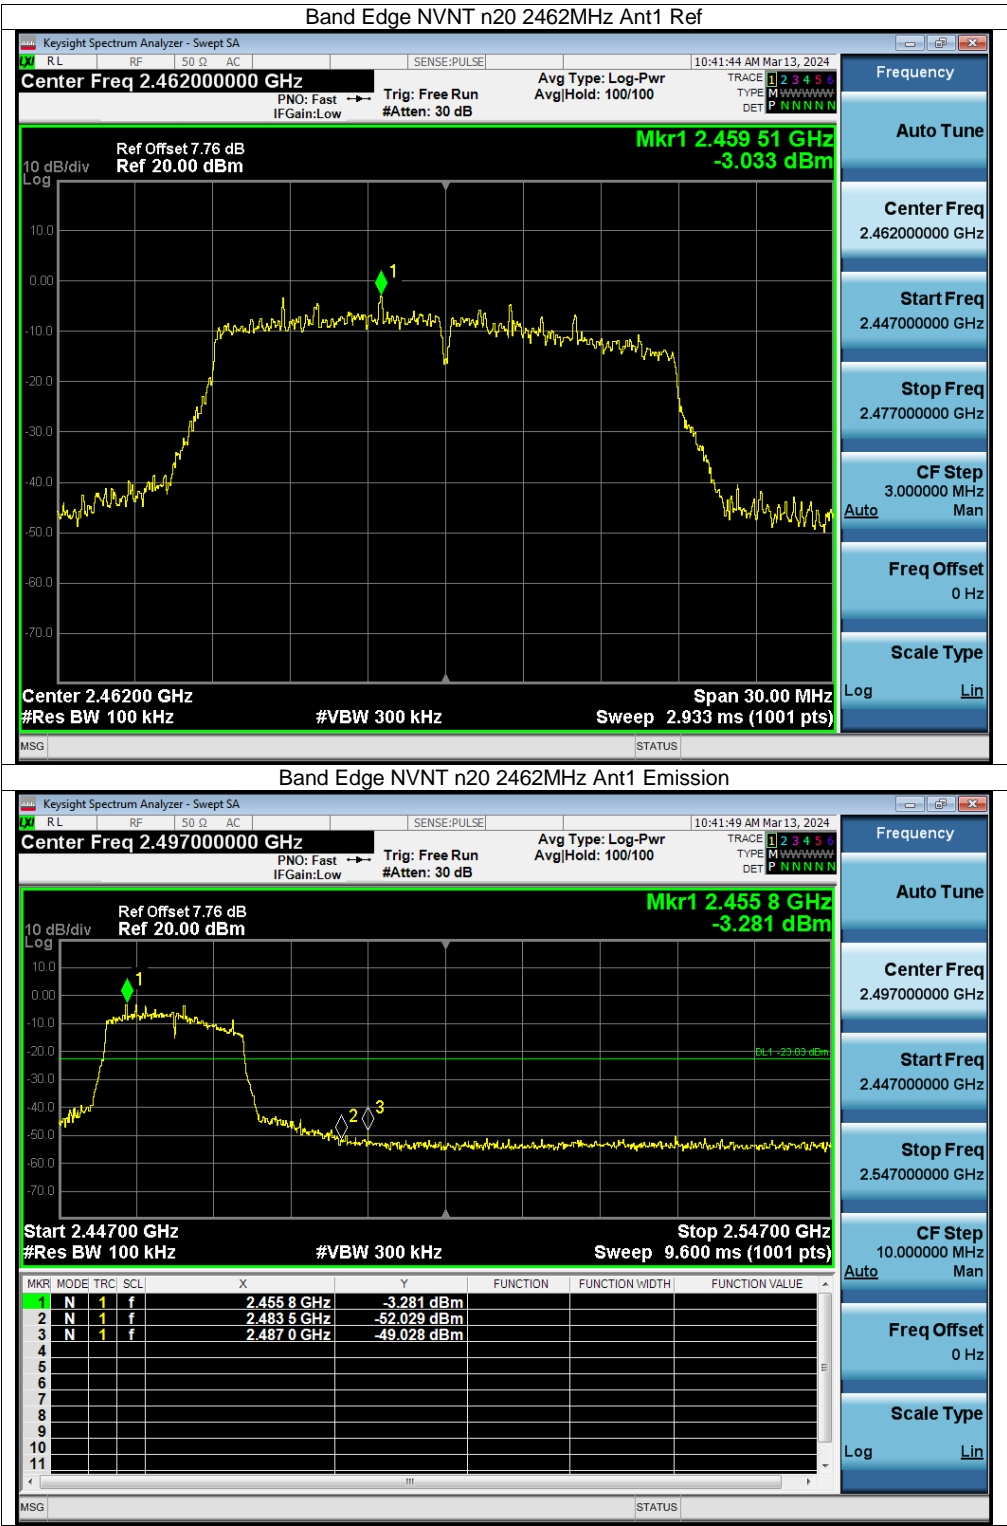 Band Edge NVNT n20 2462MHz Ant1 Ref
Keysight Spectrum Analyzer - Swept SA
LXI RL RF 50 Ω AC SENSE:PULSE 10:41:44 AM Mar 13, 2024
Center Freq 2.462000000 GHz
PNO: Fast
IFGain:Low
Trig: Free Run
#Atten: 30 dB
Avg Type: Log-Pwr
Avg|Hold: 100/100
TRACE 1 2 3 4 5 6
TYPE M WWWWW
DET P N N N N N
Frequency
Auto Tune
Center Freq
2.462000000 GHz
Start Freq
2.447000000 GHz
Stop Freq
2.477000000 GHz
CF Step
3.000000 MHz
Auto Man
Freq Offset
0 Hz
Scale Type
Log Lin
Mkr1 2.459 51 GHz
-3.033 dBm
Ref Offset 7.76 dB
10 dB/div Ref 20.00 dBm
Log
10.0
0.00
-10.0
-20.0
-30.0
-40.0
-50.0
-60.0
-70.0
1
Center 2.46200 GHz Span 30.00 MHz
#Res BW 100 kHz #VBW 300 kHz Sweep 2.933 ms (1001 pts)
MSG STATUS
Band Edge NVNT n20 2462MHz Ant1 Emission
Keysight Spectrum Analyzer - Swept SA
LXI RL RF 50 Ω AC SENSE:PULSE 10:41:49 AM Mar 13, 2024
Center Freq 2.497000000 GHz
PNO: Fast
IFGain:Low
Trig: Free Run
#Atten: 30 dB
Avg Type: Log-Pwr
Avg|Hold: 100/100
TRACE 1 2 3 4 5 6
TYPE M WWWWW
DET P N N N N N
Frequency
Auto Tune
Center Freq
2.497000000 GHz
Start Freq
2.447000000 GHz
Stop Freq
2.547000000 GHz
CF Step
10.000000 MHz
Auto Man
Freq Offset
0 Hz
Scale Type
Log Lin
Mkr1 2.455 8 GHz
-3.281 dBm
Ref Offset 7.76 dB
10 dB/div Ref 20.00 dBm
Log
10.0
0.00
-10.0
-20.0
-30.0
-40.0
-50.0
-60.0
-70.0
1
DL1 -23.03 dBm
2
3
Start 2.44700 GHz Stop 2.54700 GHz
#Res BW 100 kHz #VBW 300 kHz Sweep 9.600 ms (1001 pts)
MKR MODE TRC SCL X Y FUNCTION FUNCTION WIDTH FUNCTION VALUE
1 N 1 f 2.455 8 GHz -3.281 dBm
2 N 1 f 2.483 5 GHz -52.029 dBm
3 N 1 f 2.487 0 GHz -49.028 dBm
4
5
6
7
8
9
10
11
MSG STATUS